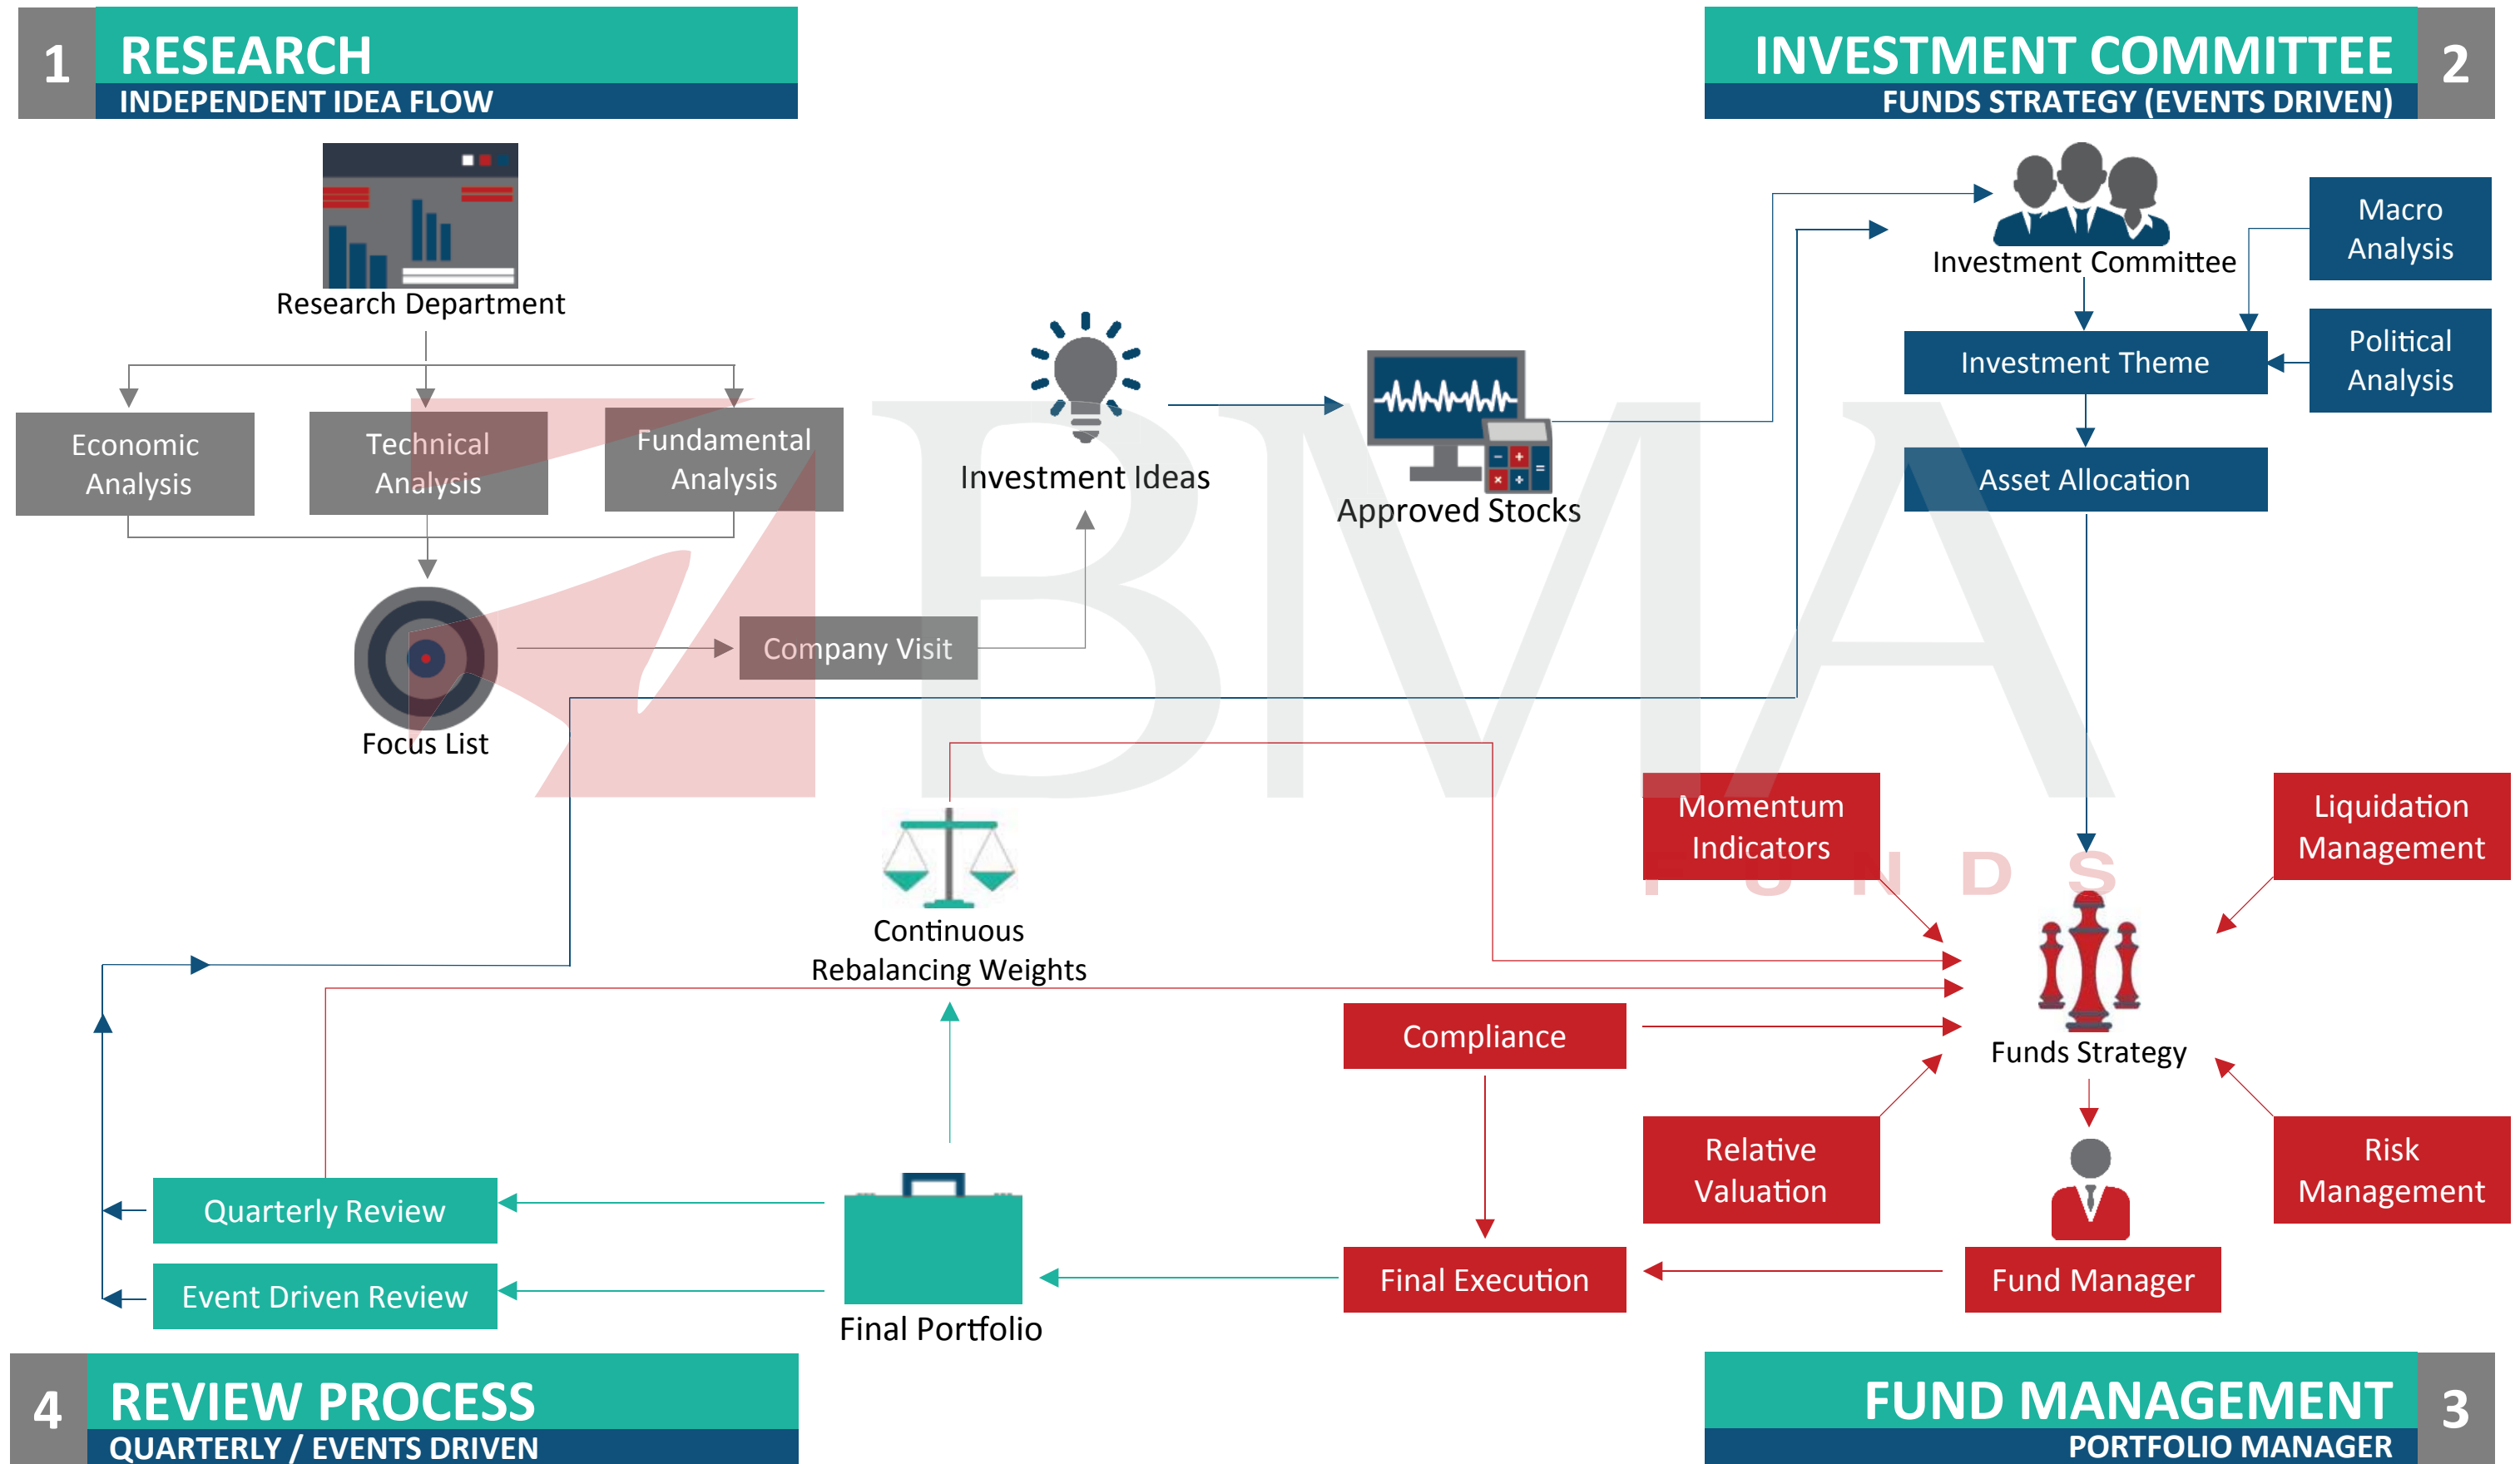 1
RESEARCH
INDEPENDENT IDEA FLOW
INVESTMENT COMMITTEE
2
FUNDS STRATEGY (EVENTS DRIVEN)
Research Department
Economic
Analysis
Technical
Analysis
Fundamental
Analysis
Focus List
Company Visit
Investment Ideas
Approved Stocks
Investment Committee
Macro
Analysis
Investment Theme
Political
Analysis
Asset Allocation
BMA
FUNDS
Momentum
Indicators
Liquidation
Management
Continuous
Rebalancing Weights
Compliance
Funds Strategy
Relative
Valuation
Risk
Management
Quarterly Review
Event Driven Review
Final Portfolio
Final Execution
Fund Manager
4
REVIEW PROCESS
QUARTERLY / EVENTS DRIVEN
FUND MANAGEMENT
3
PORTFOLIO MANAGER